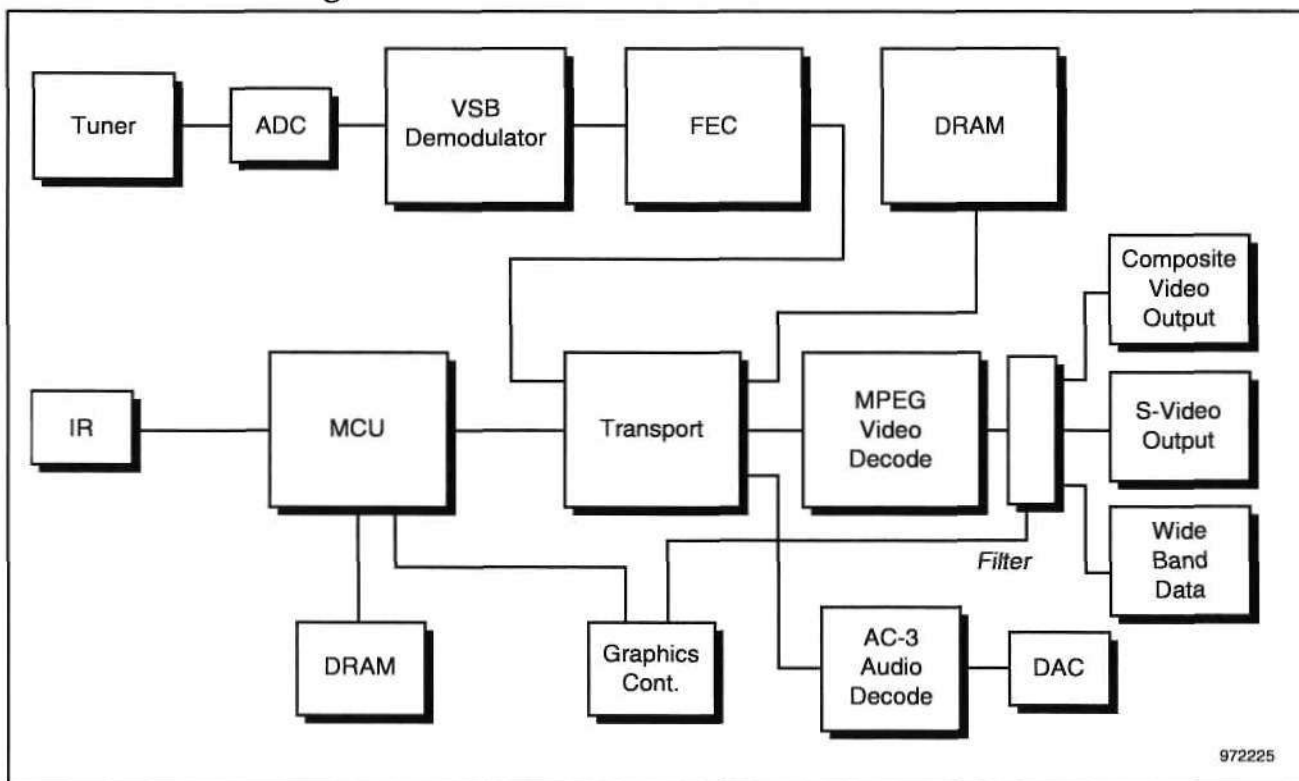 Tuner
ADC
VSB
Demodulator
FEC
DRAM
Composite
Video
Output
IR
MCU
Transport
MPEG
Video
Decode
S-Video
Output
Filter
Wide
Band
Data
DRAM
Graphics
Cont.
AC-3
Audio
Decode
DAC
972225